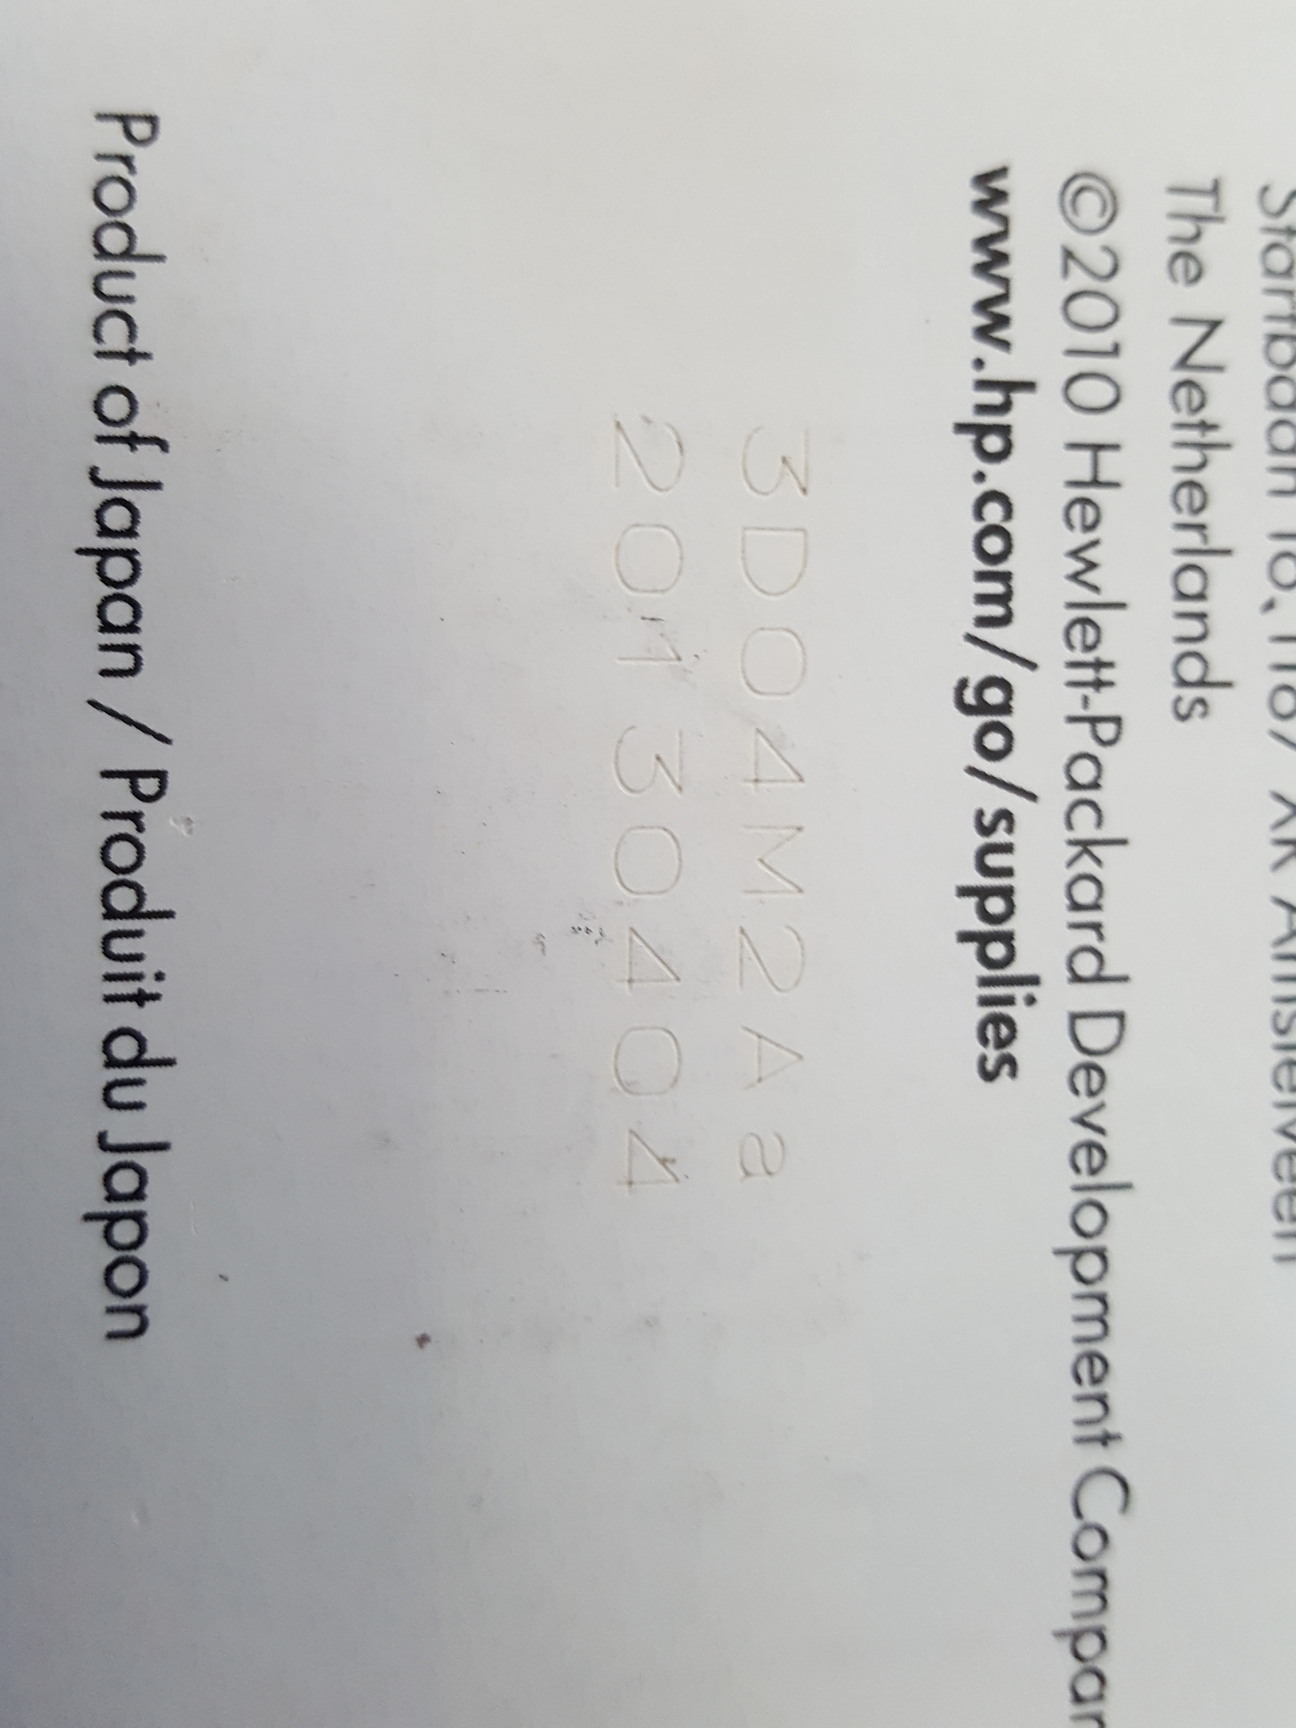 The Netherlands
©2010 Hewlett-Packard Development Compan
www.hp.com/go/supplies
3D04M2Aa
20130404
Product of Japan / Produit du Japon